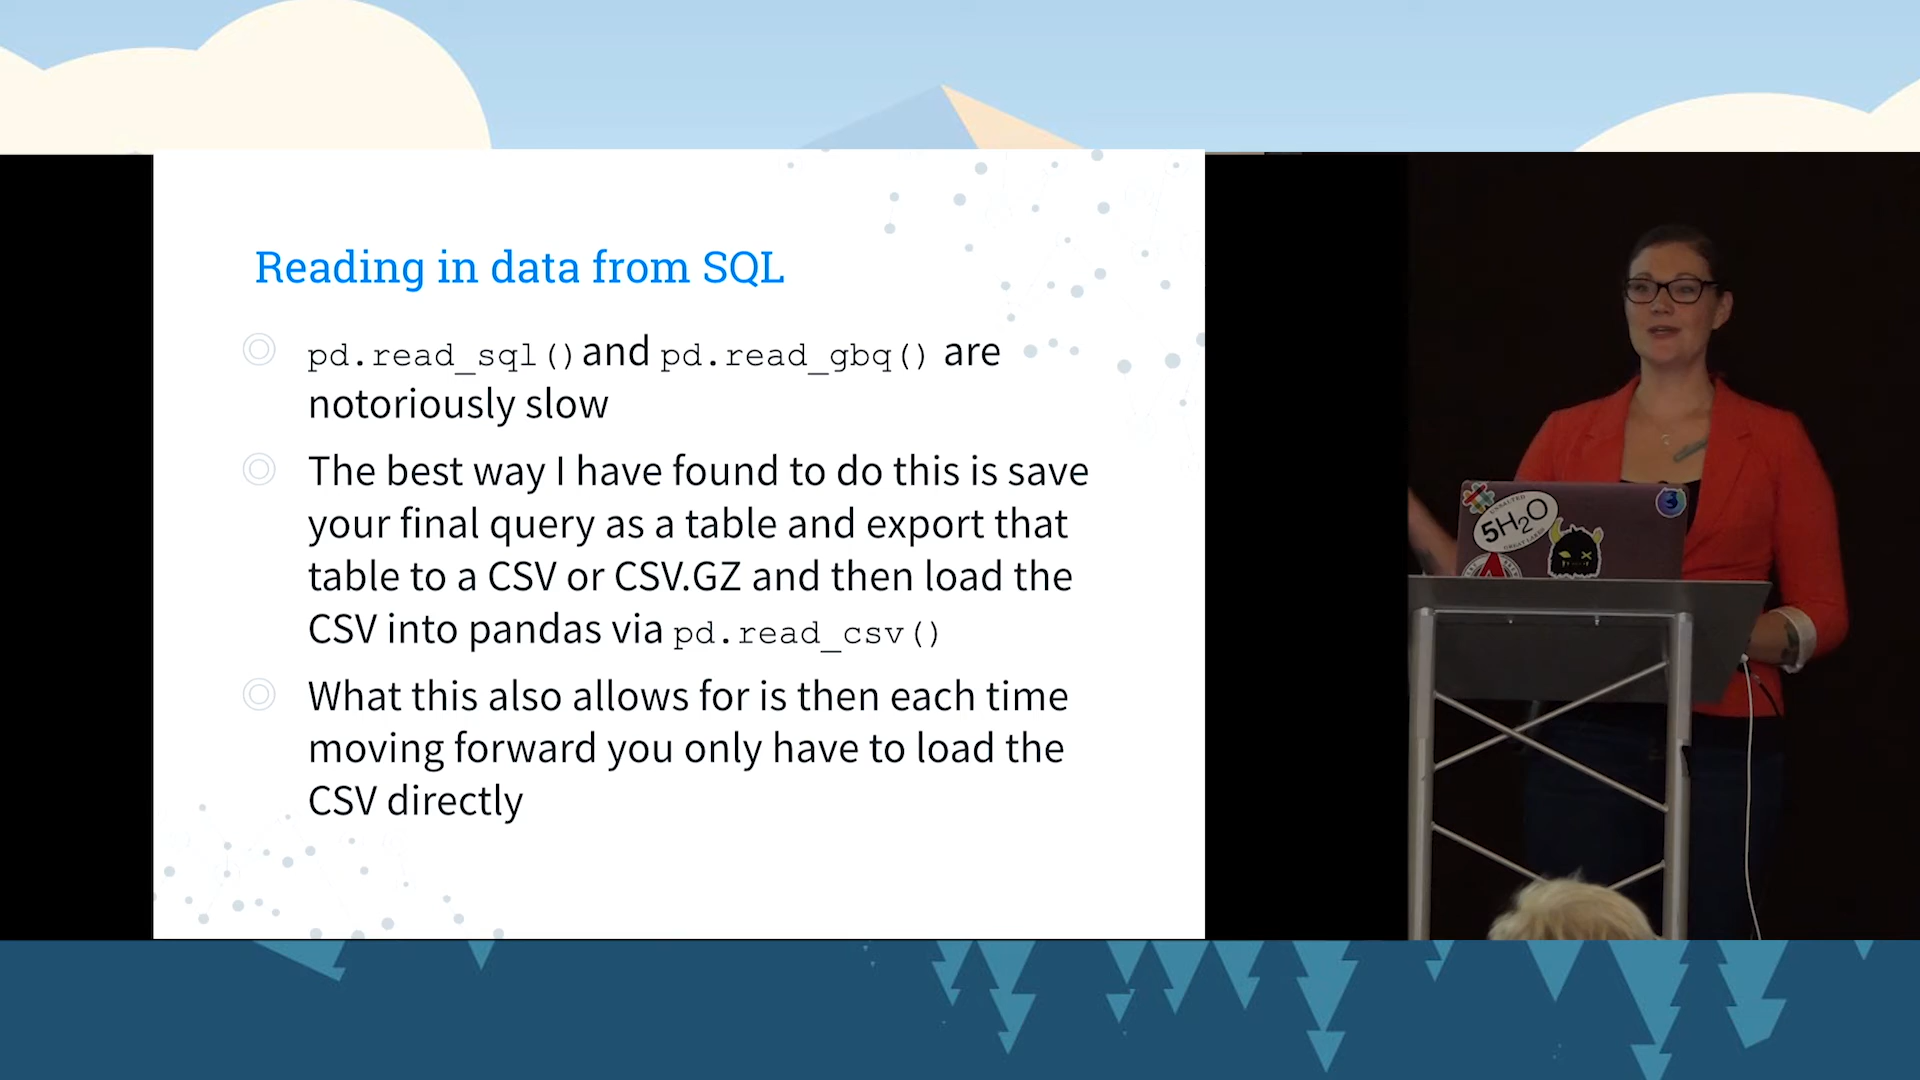 Reading in data from SQL
pd.read_sql() and pd.read_gbq() are
notoriously slow
The best way I have found to do this is save
your final query as a table and export that
table to a CSV or CSV.GZ and then load the
CSV into pandas via pd.read_csv()
What this also allows for is then each time
moving forward you only have to load the
CSV directly
UNSALTED
5H2O
GREAT LAKES